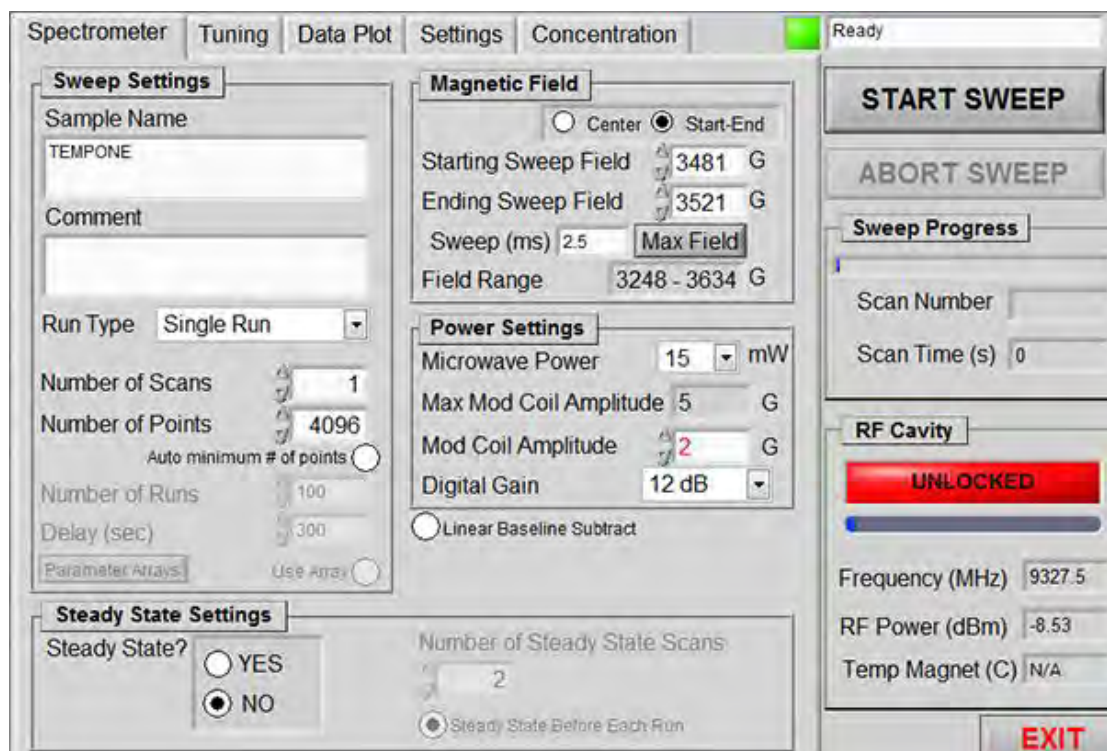 Spectrometer Tuning Data Plot Settings Concentration
Ready
Sweep Settings
Sample Name
TEMPONE
Comment
Run Type Single Run
Number of Scans 1
Number of Points 4096
Auto minimum # of points
Number of Runs 100
Delay (sec) 300
Parameter Arrays Use Array
Magnetic Field
Center Start-End
Starting Sweep Field 3481 G
Ending Sweep Field 3521 G
Sweep (ms) 2.5 Max Field
Field Range 3248 - 3634 G
Power Settings
Microwave Power 15 mW
Max Mod Coil Amplitude 5 G
Mod Coil Amplitude 2 G
Digital Gain 12 dB
Linear Baseline Subtract
Steady State Settings
Steady State? YES
NO
Number of Steady State Scans
2
Steady State Before Each Run
START SWEEP
ABORT SWEEP
Sweep Progress
Scan Number
Scan Time (s) 0
RF Cavity
UNLOCKED
Frequency (MHz) 9327.5
RF Power (dBm) -8.53
Temp Magnet (C) N/A
EXIT